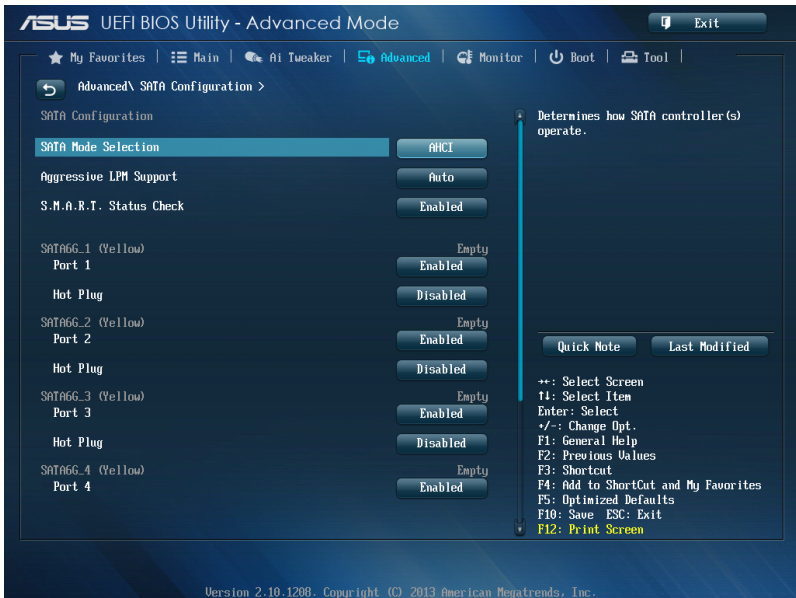 ASUS UEFI BIOS Utility - Advanced Mode
Exit
My Favorites | Main | Ai Tweaker | Advanced | Monitor | Boot | Tool |
Advanced\ SATA Configuration >
SATA Configuration
SATA Mode Selection AHCI
Aggressive LPM Support Auto
S.M.A.R.T. Status Check Enabled
SATA6G_1 (Yellow) Empty
Port 1 Enabled
Hot Plug Disabled
SATA6G_2 (Yellow) Empty
Port 2 Enabled
Hot Plug Disabled
SATA6G_3 (Yellow) Empty
Port 3 Enabled
Hot Plug Disabled
SATA6G_4 (Yellow) Empty
Port 4 Enabled
Determines how SATA controller(s)
operate.
Quick Note Last Modified
→←: Select Screen
↑↓: Select Item
Enter: Select
+/-: Change Opt.
F1: General Help
F2: Previous Values
F3: Shortcut
F4: Add to ShortCut and My Favorites
F5: Optimized Defaults
F10: Save ESC: Exit
F12: Print Screen
Version 2.10.1208. Copyright (C) 2013 American Megatrends, Inc.